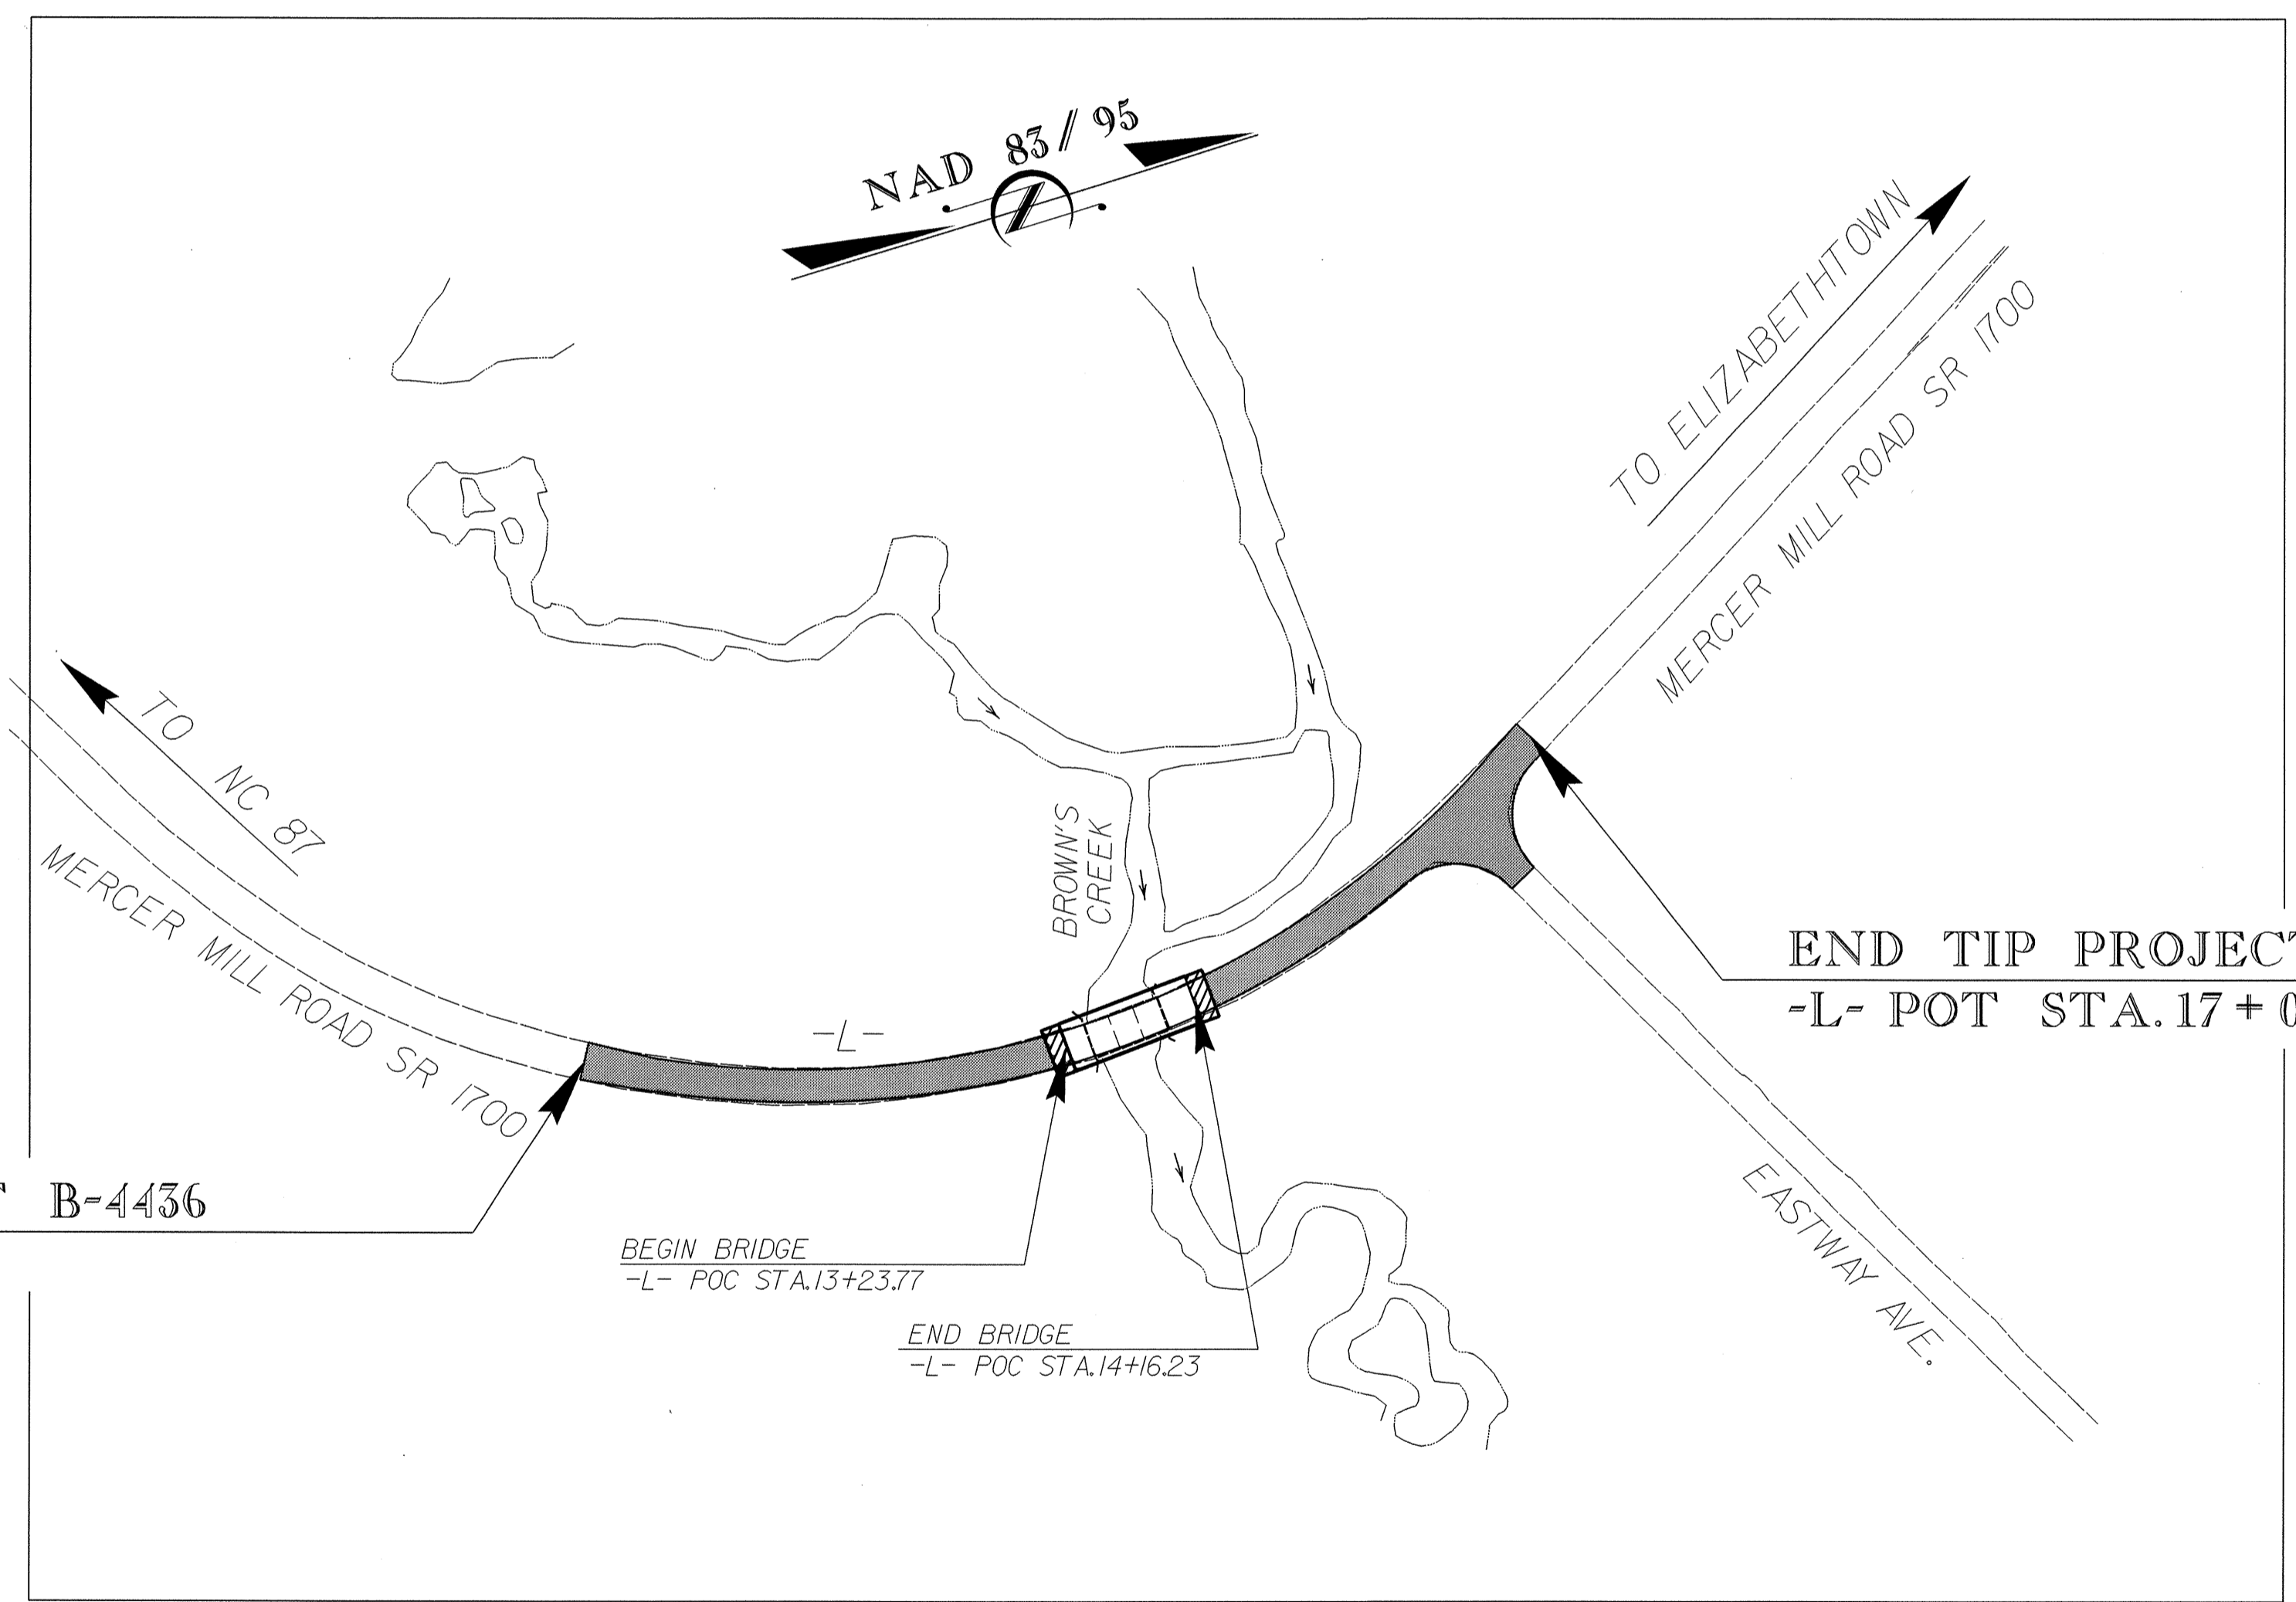 NAD 83 / 95
TO ELIZABETHTOWN
MERCER MILL ROAD SR 1700
TO NC 87
MERCER MILL ROAD SR 1700
BROWN'S
CREEK
-L-
END TIP PROJECT
-L- POT STA. 17 + 0
B-4436
BEGIN BRIDGE
-L- POC STA. 13+23.77
END BRIDGE
-L- POC STA. 14+16.23
EASTWAY AVE.